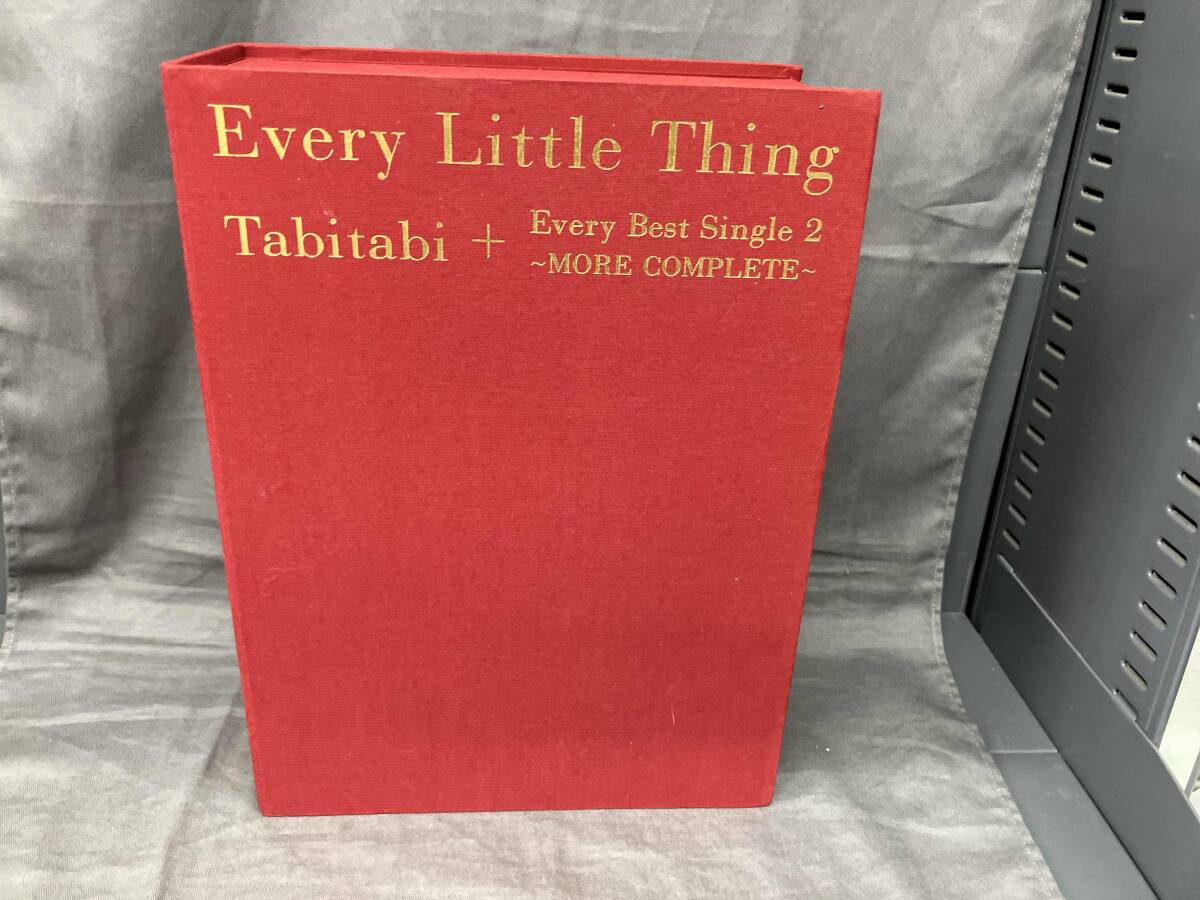 Every Little Thing
Tabitabi + Every Best Single 2
~MORE COMPLETE~